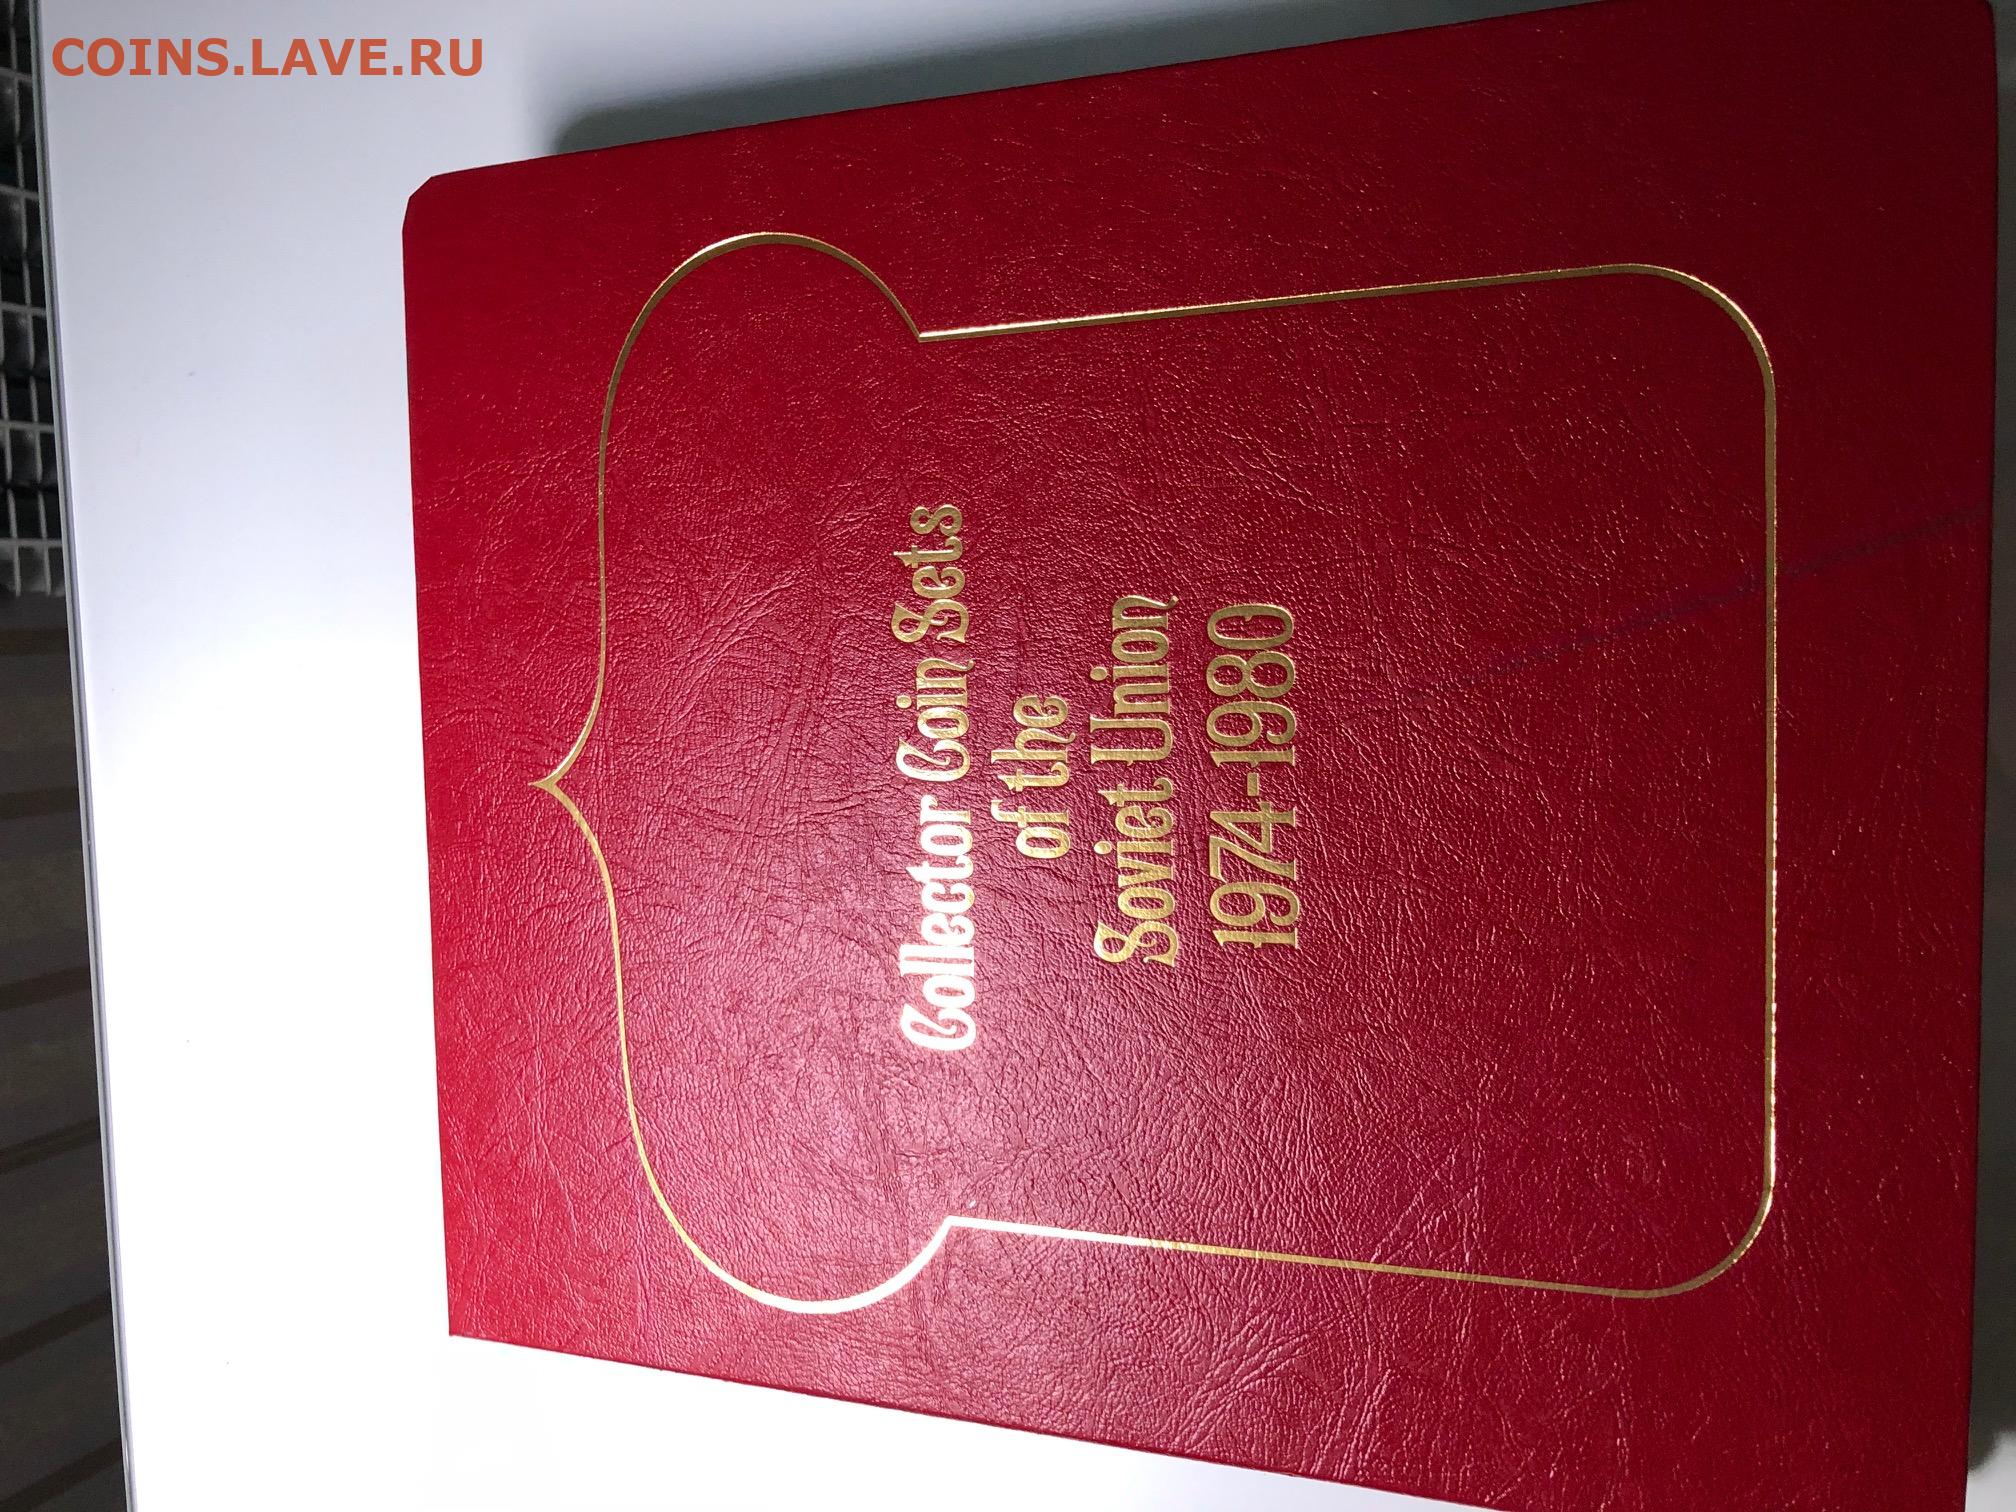 COINS.LAVE.RU
Collector Coin Sets
of the
Soviet Union
1974-1980